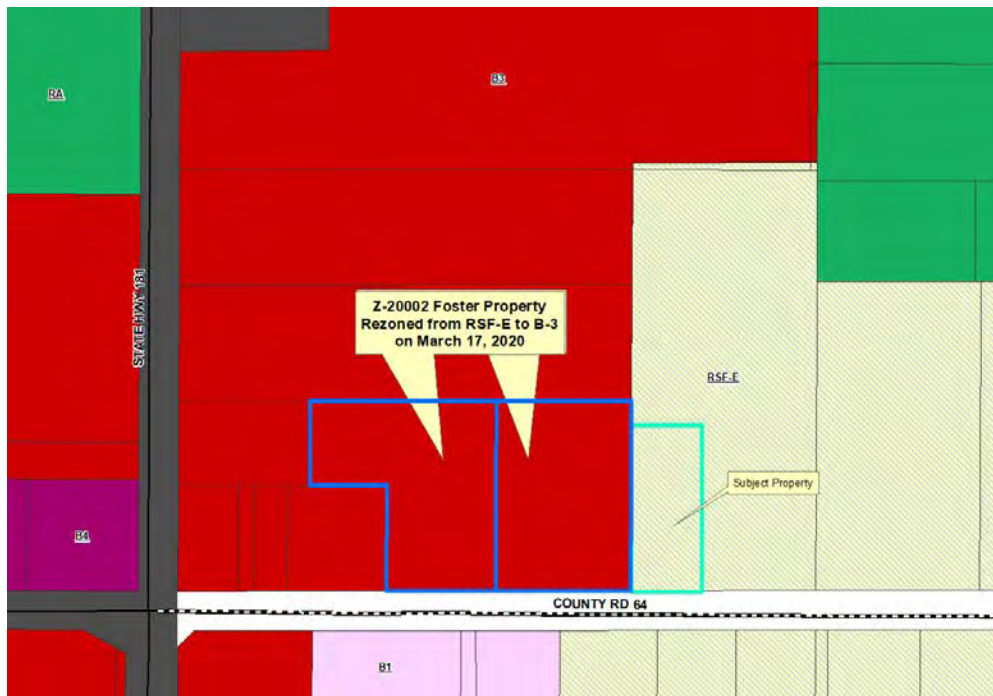 RA
B3
STATE HWY 181
Z-20002 Foster Property
Rezoned from RSF-E to B-3
on March 17, 2020
RSF-E
Subject Property
B4
COUNTY RD 64
B1